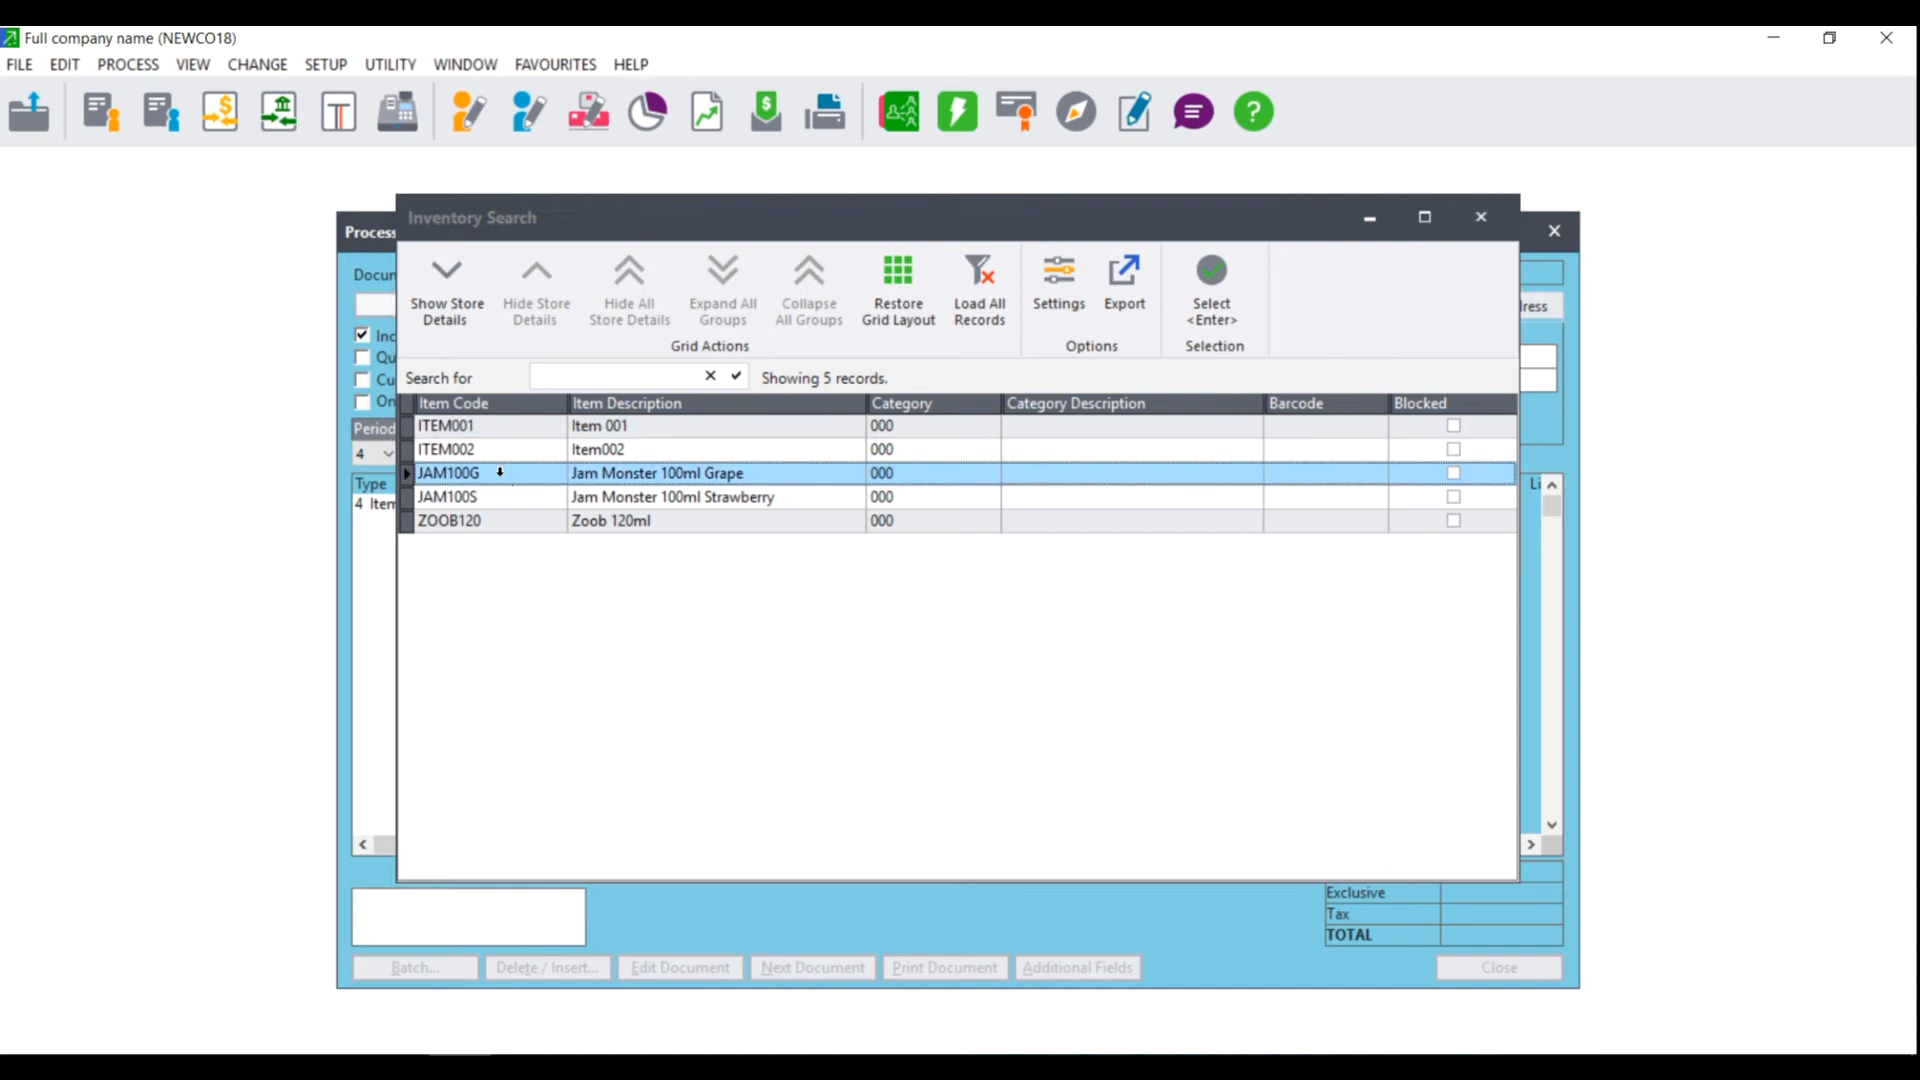 Full company name (NEWCO18)
FILE EDIT PROCESS VIEW CHANGE SETUP UTILITY WINDOW FAVOURITES HELP
Inventory Search
Process
Show Store Details
Hide Store Details
Hide All Store Details
Expand All Groups
Collapse All Groups
Restore Grid Layout
Load All Records
Settings
Export
Select <Enter>
Grid Actions
Options
Selection
Search for
Showing 5 records.
Item Code Item Description Category Category Description Barcode Blocked
ITEM001 Item 001 000
ITEM002 Item002 000
JAM100G Jam Monster 100ml Grape 000
JAM100S Jam Monster 100ml Strawberry 000
ZOOB120 Zoob 120ml 000
Docum
Inc
Qu
Cu
On
Period
4
Type
4 Item
ress
Li
Exclusive
Tax
TOTAL
Batch... Delete / Insert... Edit Document Next Document Print Document Additional Fields Close